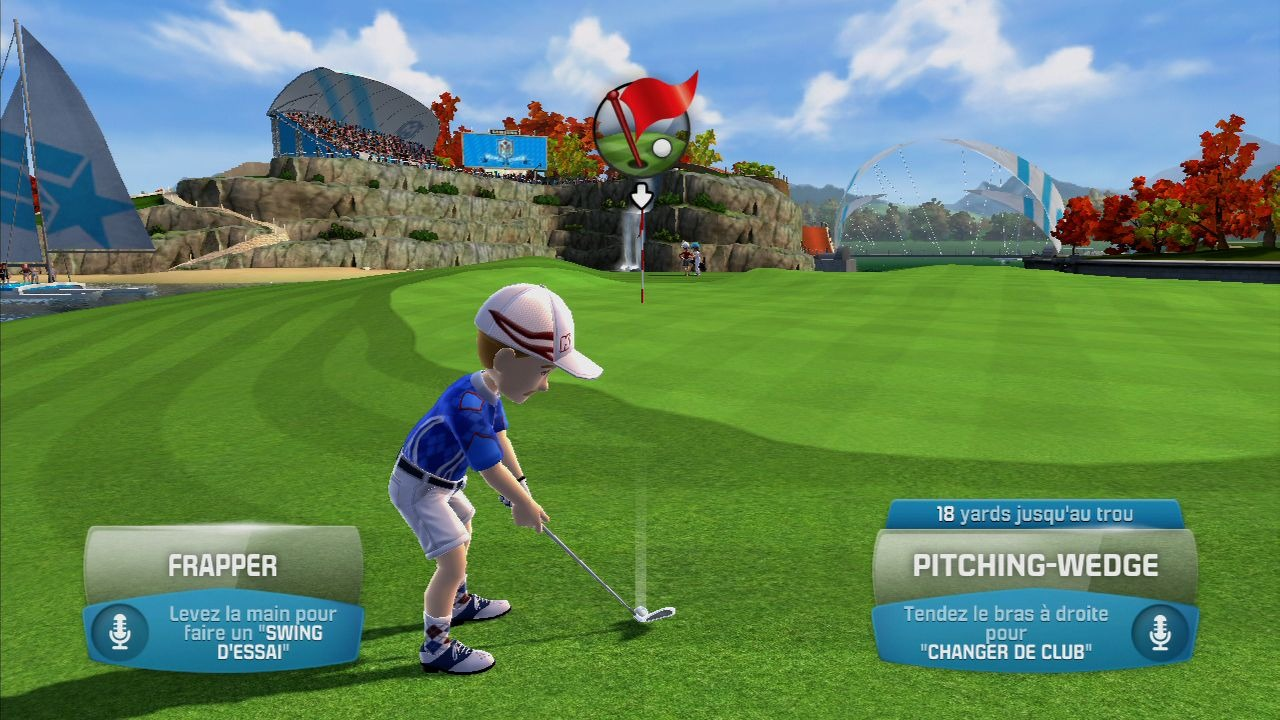 18 yards jusqu'au trou
FRAPPER
Levez la main pour
faire un "SWING
D'ESSAI"
PITCHING-WEDGE
Tendez le bras à droite
pour
"CHANGER DE CLUB"